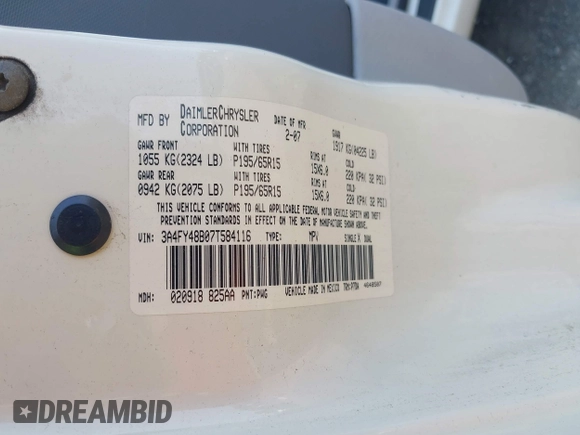 MFD BY DAIMLERCHRYSLER CORPORATION DATE OF MFR 2-07 GVWR 1917 KG(04225 LB)
GAWR FRONT WITH TIRES RIMS AT COLD
1055 KG(2324 LB) P195/65R15 15X6.0 220 KPA( 32 PSI)
GAWR REAR WITH TIRES RIMS AT COLD
0942 KG(2075 LB) P195/65R15 15X6.0 220 KPA( 32 PSI)
THIS VEHICLE CONFORMS TO ALL APPLICABLE FEDERAL MOTOR VEHICLE SAFETY AND THEFT
PREVENTION STANDARDS IN EFFECT ON THE DATE OF MANUFACTURE SHOWN ABOVE.
VIN: 3A4FY48B07T584116 TYPE: MPV SINGLE X DUAL
MDH: 020918 825AA PNT:PWG VEHICLE MADE IN MEXICO
DREAMBID